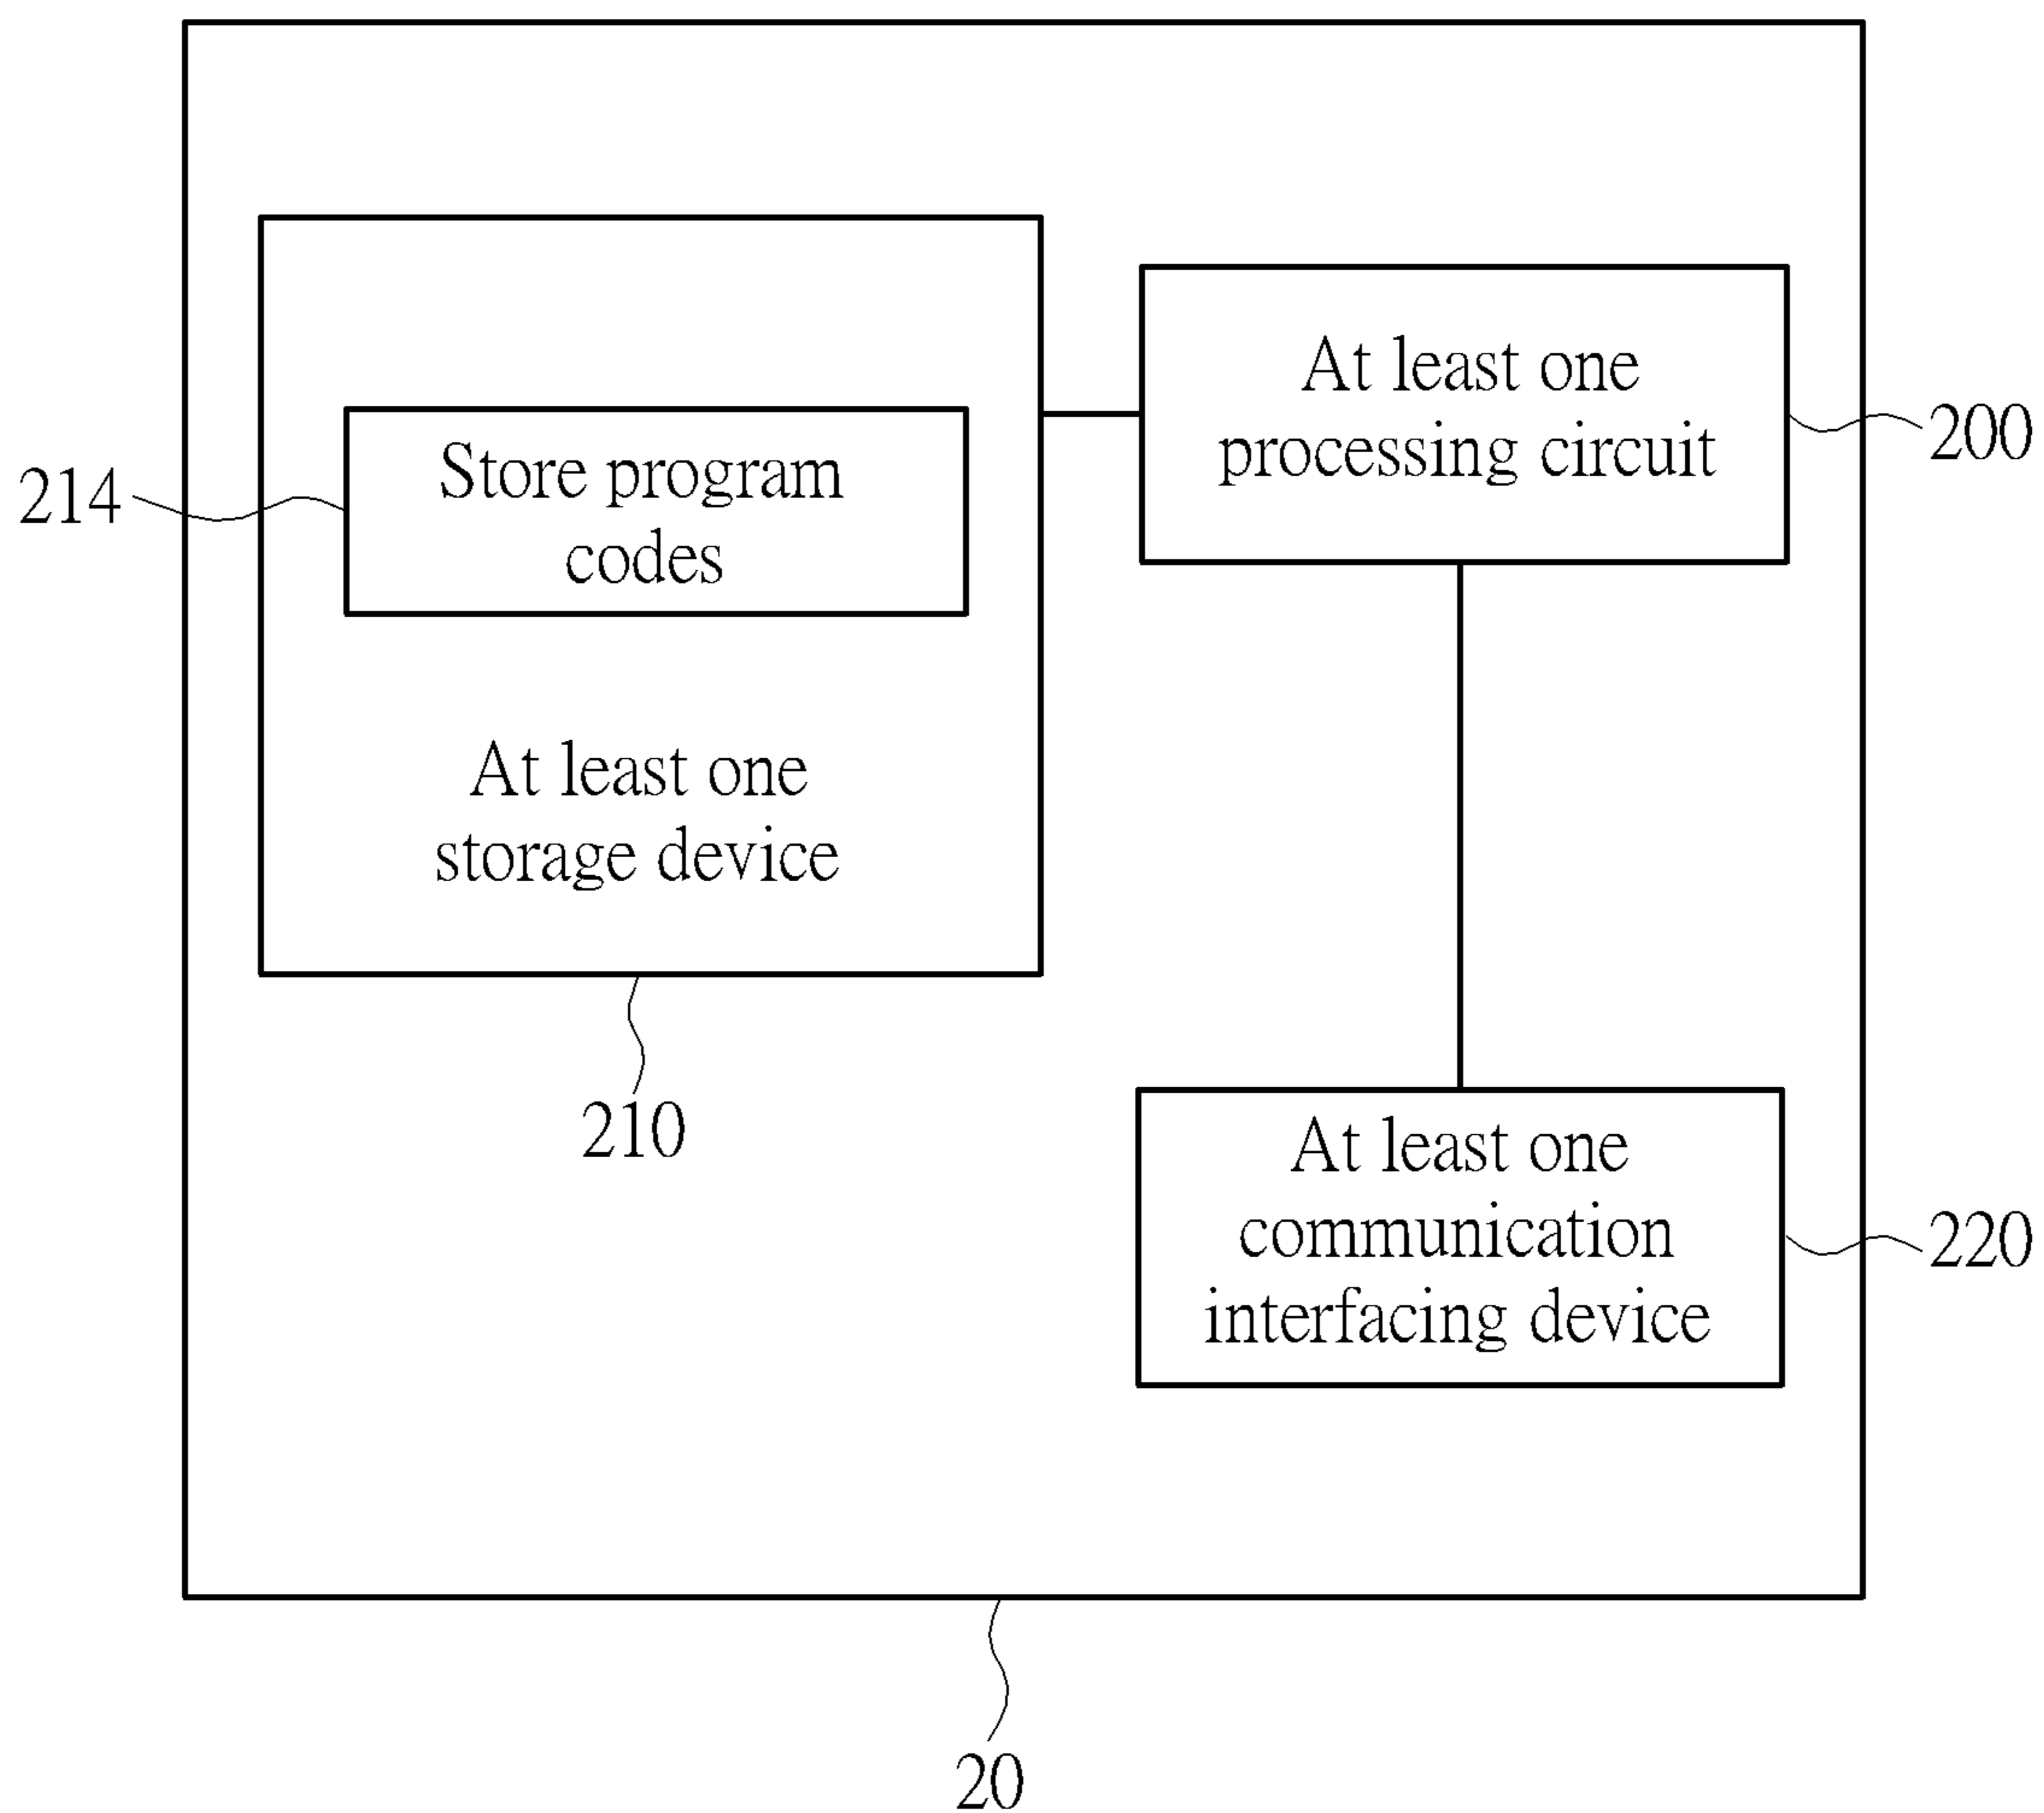 At least one
processing circuit
200
Store program
codes
214
At least one
storage device
210
At least one
communication
interfacing device
220
20